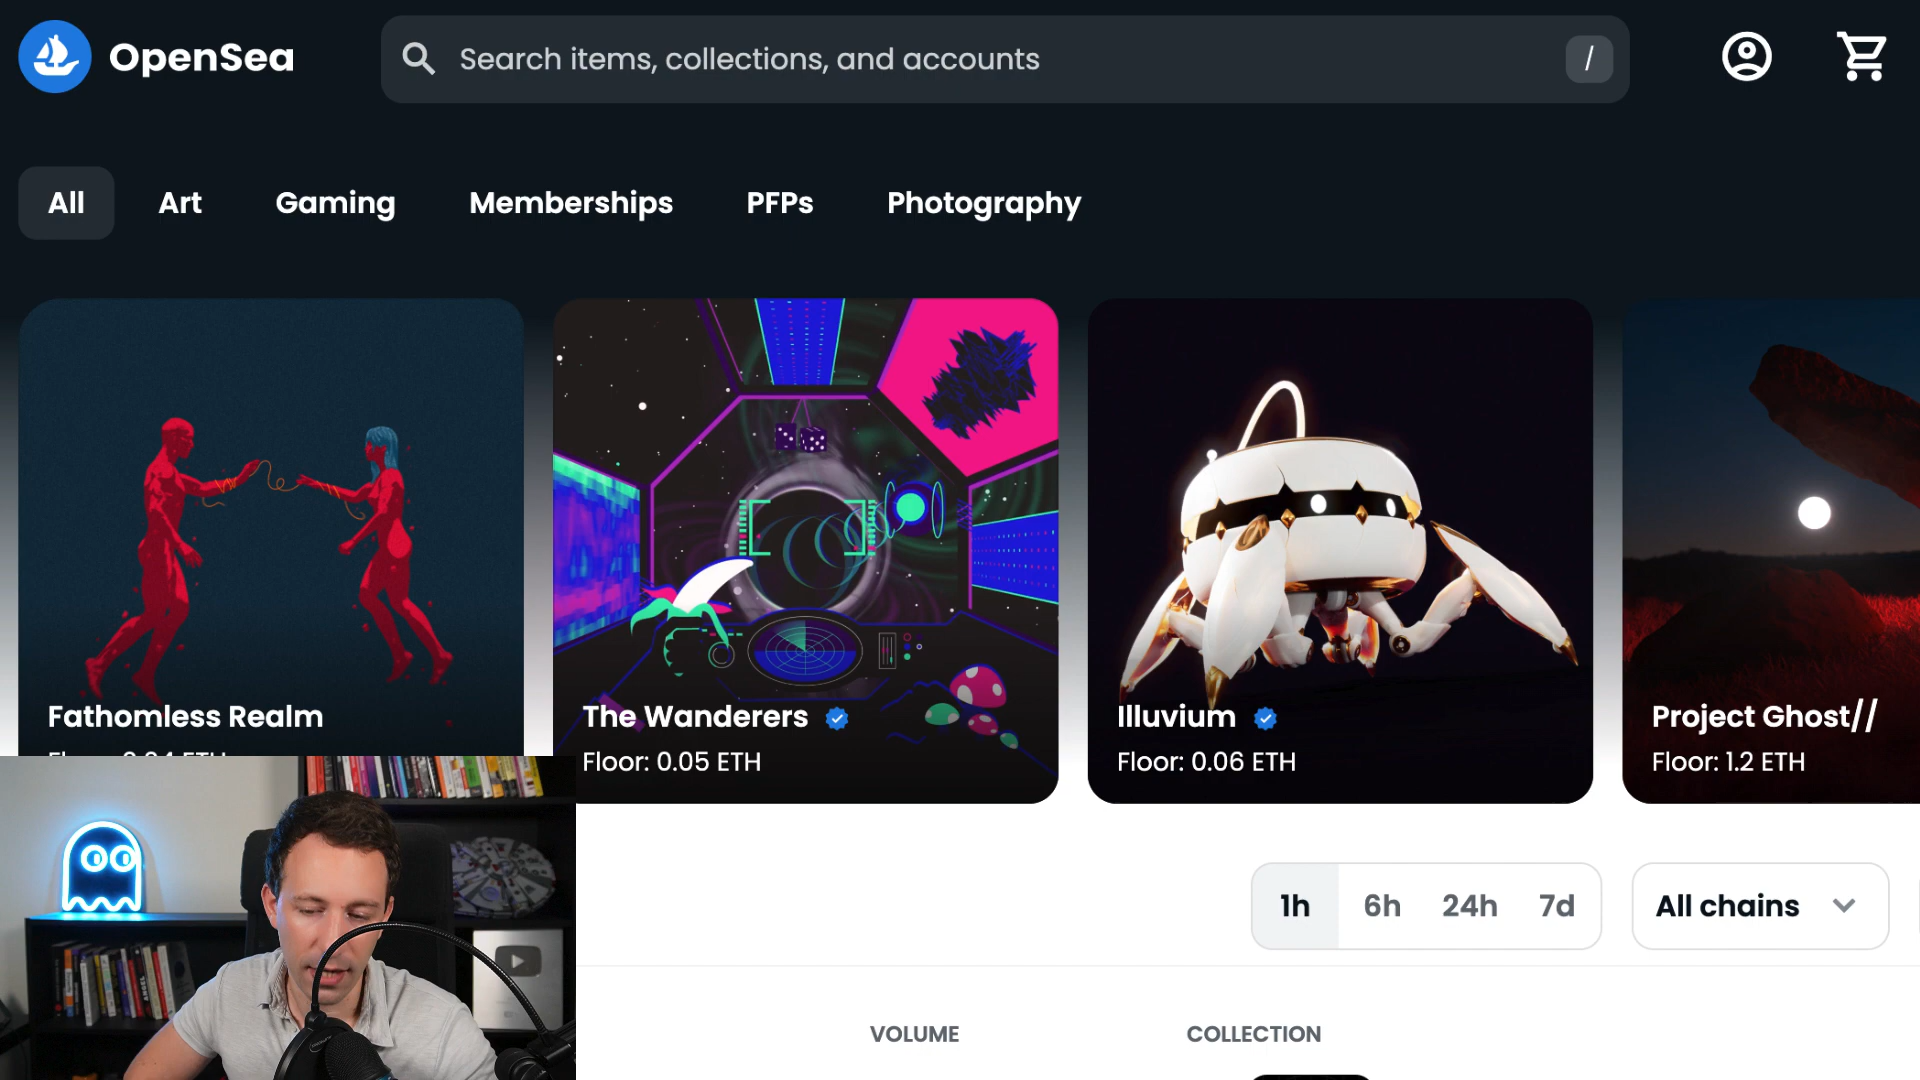 OpenSea
Search items, collections, and accounts
/
All Art Gaming Memberships PFPs Photography
Fathomless Realm
The Wanderers
Floor: 0.05 ETH
Illuvium
Floor: 0.06 ETH
Project Ghost//
Floor: 1.2 ETH
1h 6h 24h 7d
All chains
VOLUME COLLECTION